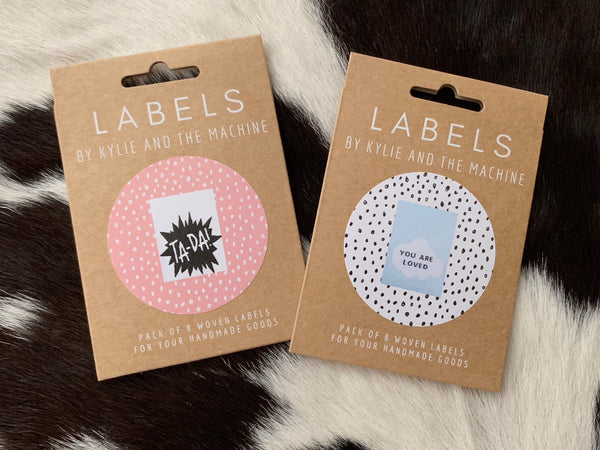 LABELS
BY KYLIE AND THE MACHINE
TA-DA!
PACK OF 8 WOVEN LABELS
FOR YOUR HANDMADE GOODS
LABELS
BY KYLIE AND THE MACHINE
YOU ARE
LOVED
PACK OF 8 WOVEN LABELS
FOR YOUR HANDMADE GOODS